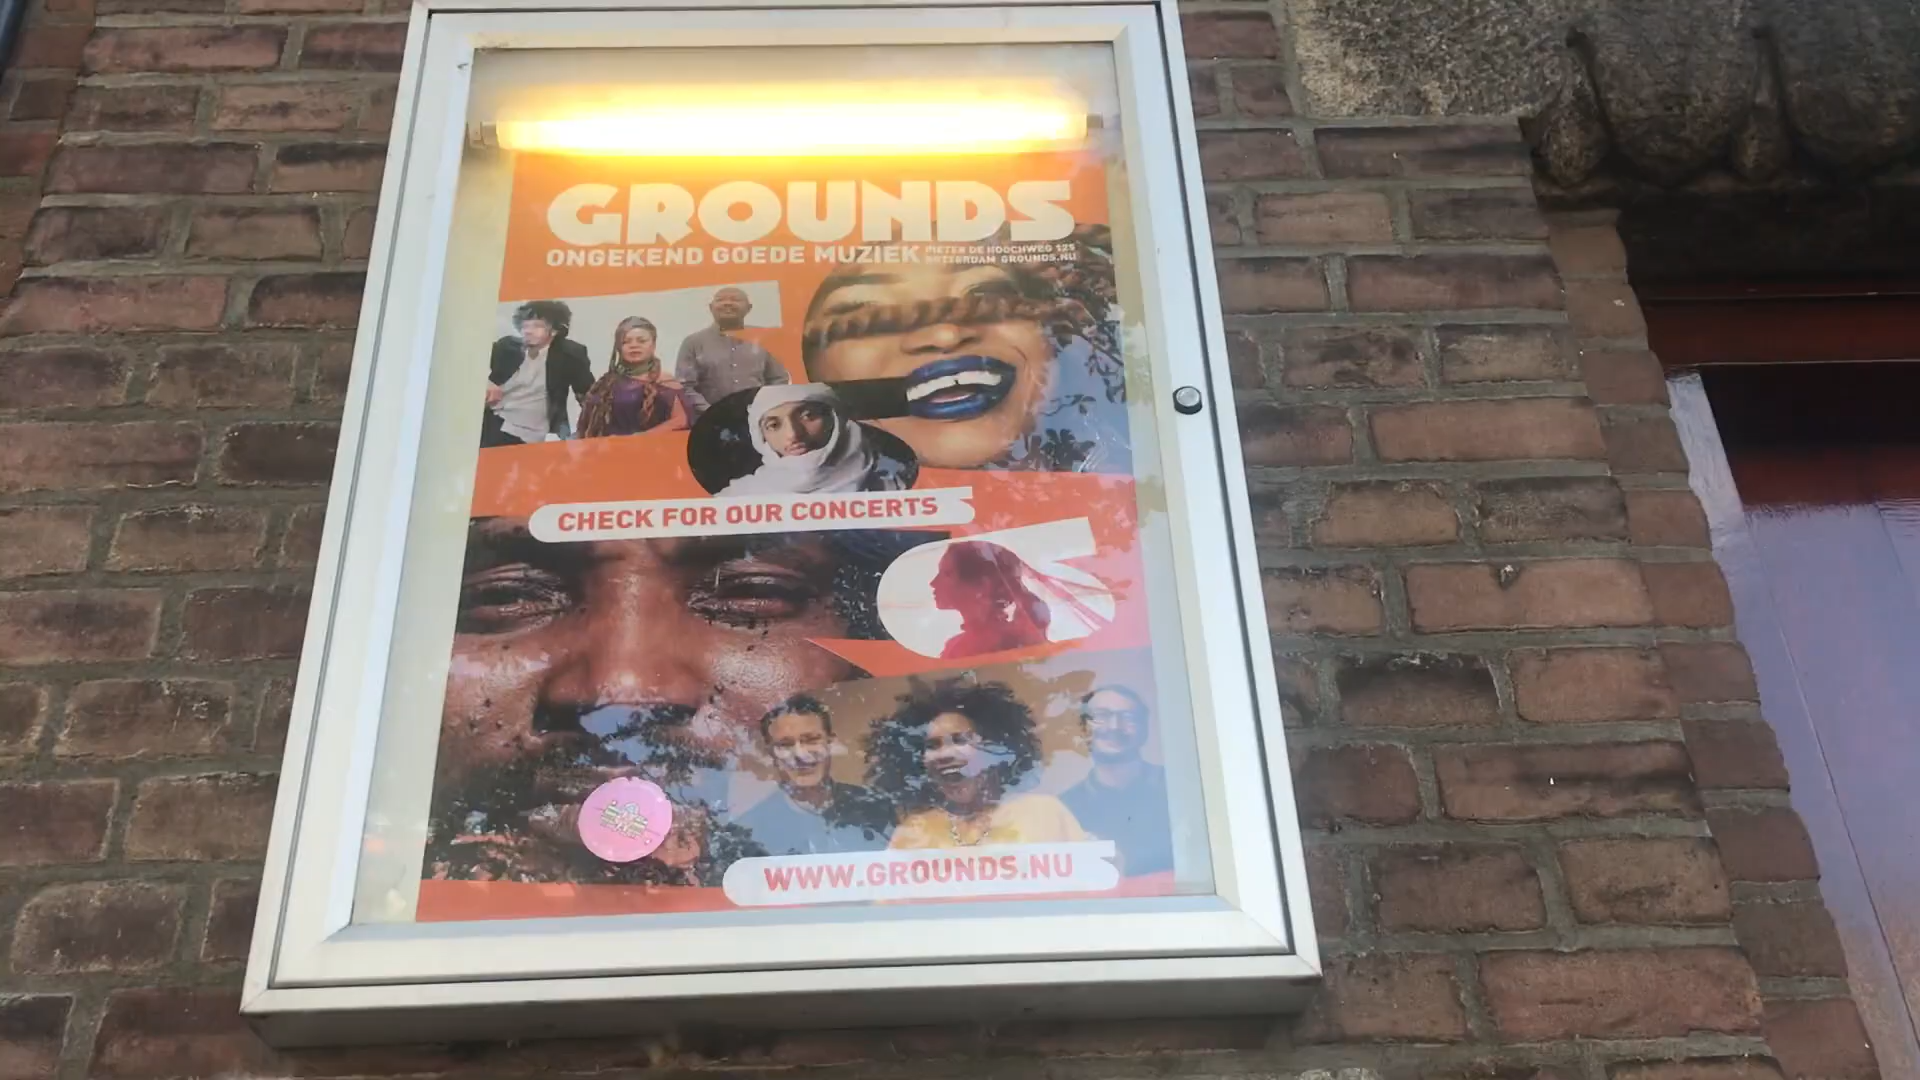 GROUNDS
ONGEKEND GOEDE MUZIEK
PIETER DE HOOCHWEG 125
ROTTERDAM GROUNDS.NU
CHECK FOR OUR CONCERTS
WWW.GROUNDS.NU